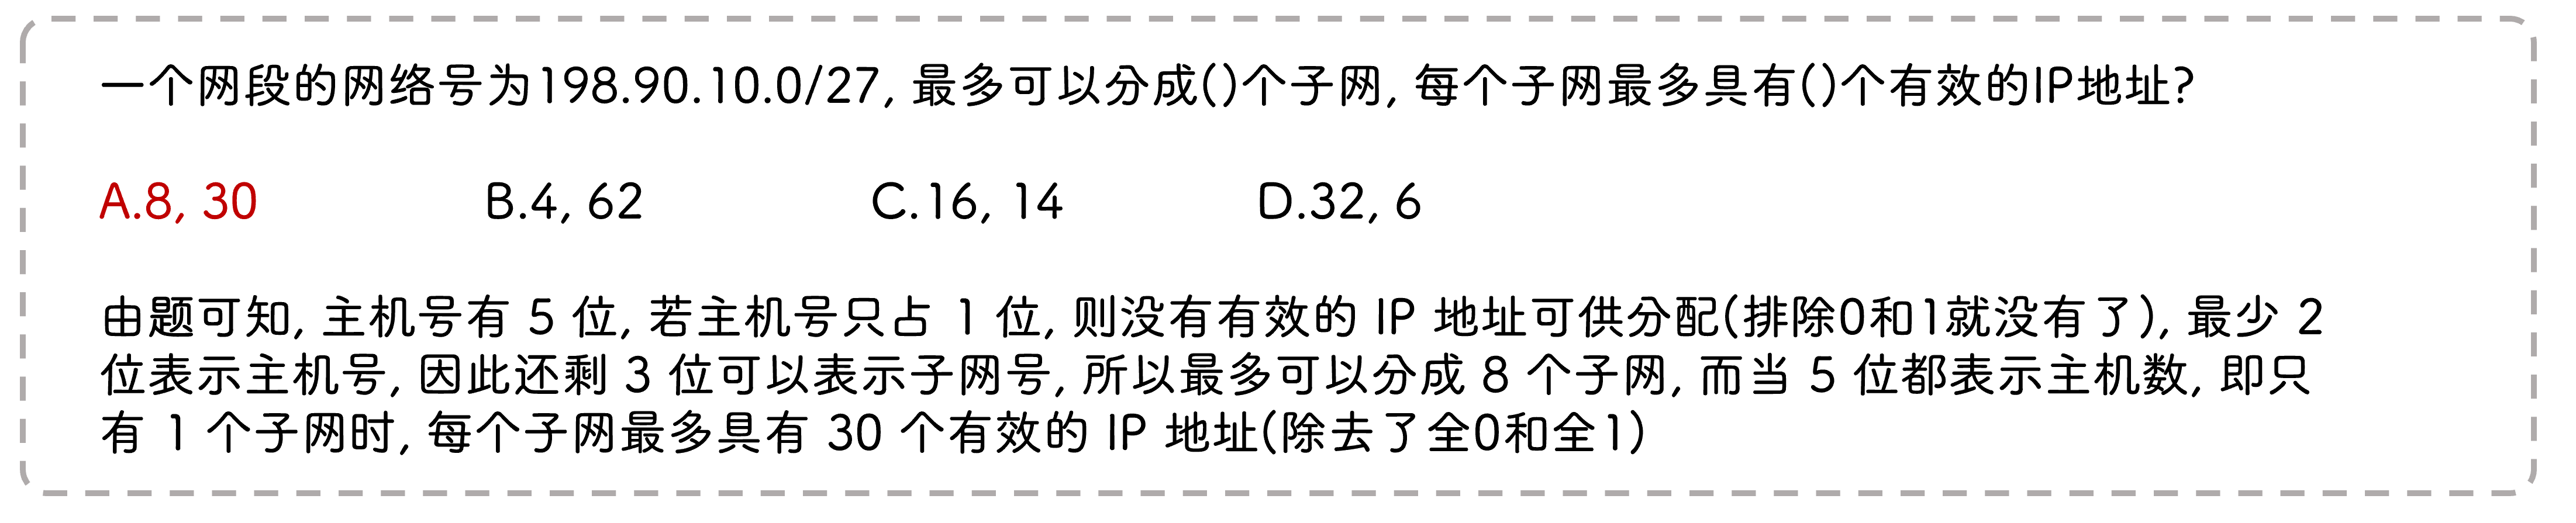 一个网段的网络号为198.90.10.0/27, 最多可以分成()个子网, 每个子网最多具有()个有效的IP地址?
A.8, 30 B.4, 62 C.16, 14 D.32, 6
由题可知, 主机号有 5 位, 若主机号只占 1 位, 则没有有效的 IP 地址可供分配(排除0和1就没有了), 最少 2
位表示主机号, 因此还剩 3 位可以表示子网号, 所以最多可以分成 8 个子网, 而当 5 位都表示主机数, 即只
有 1 个子网时, 每个子网最多具有 30 个有效的 IP 地址(除去了全0和全1)